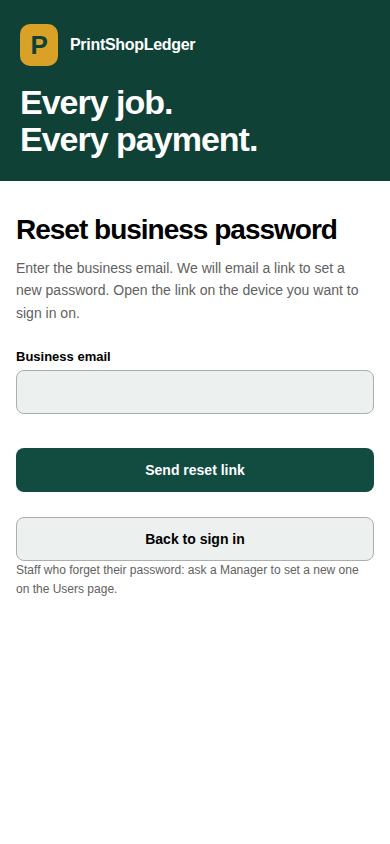 P
PrintShopLedger
Every job.
Every payment.
Reset business password
Enter the business email. We will email a link to set a
new password. Open the link on the device you want to
sign in on.
Business email
Send reset link
Back to sign in
Staff who forget their password: ask a Manager to set a new one
on the Users page.